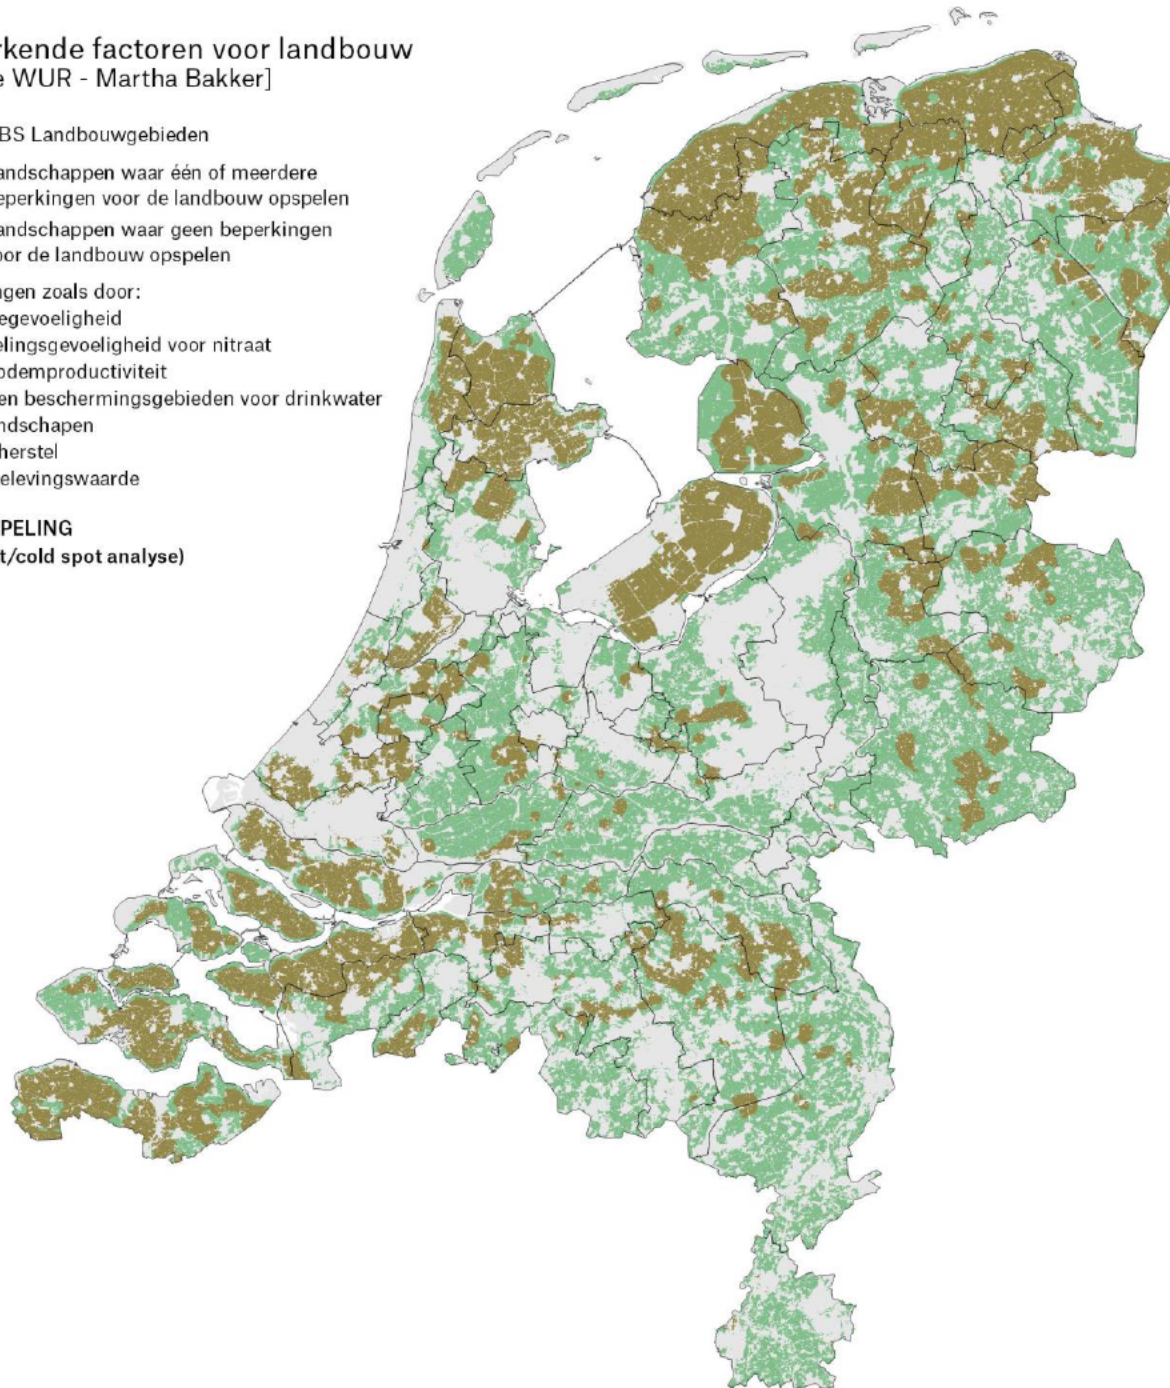 rkende factoren voor landbouw
e WUR - Martha Bakker]
BS Landbouwgebieden
andschappen waar één of meerdere
eperkingen voor de landbouw opspelen
andschappen waar geen beperkingen
oor de landbouw opspelen
ngen zoals door:
egevoeligheid
elingsgevoeligheid voor nitraat
odemproductiviteit
en beschermingsgebieden voor drinkwater
ndschapen
herstel
elevingswaarde
PELING
t/cold spot analyse)